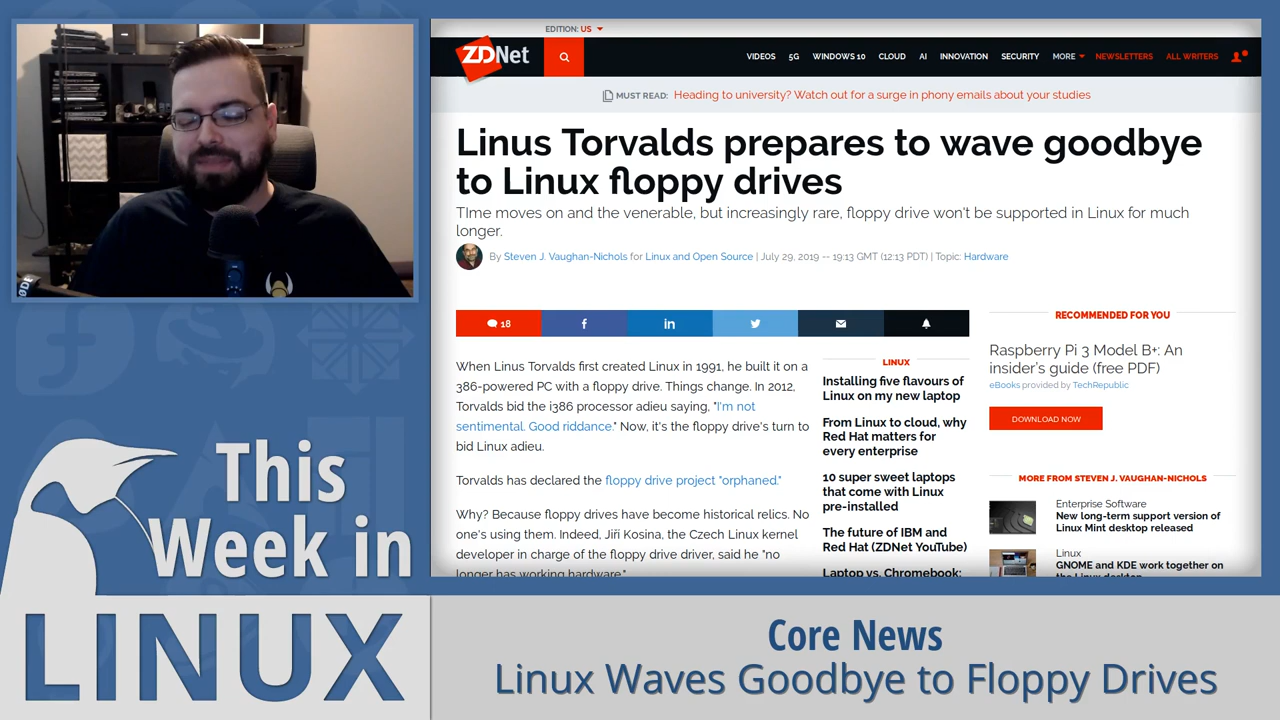 EDITION: US
ZDNet
VIDEOS 5G WINDOWS 10 CLOUD AI INNOVATION SECURITY MORE NEWSLETTERS ALL WRITERS
MUST READ: Heading to university? Watch out for a surge in phony emails about your studies
Linus Torvalds prepares to wave goodbye
to Linux floppy drives
TIme moves on and the venerable, but increasingly rare, floppy drive won't be supported in Linux for much
longer.
By Steven J. Vaughan-Nichols for Linux and Open Source | July 29, 2019 -- 19:13 GMT (12:13 PDT) | Topic: Hardware
18
When Linus Torvalds first created Linux in 1991, he built it on a
386-powered PC with a floppy drive. Things change. In 2012,
Torvalds bid the i386 processor adieu saying, "I'm not
sentimental. Good riddance." Now, it's the floppy drive's turn to
bid Linux adieu.
Torvalds has declared the floppy drive project "orphaned."
Why? Because floppy drives have become historical relics. No
one's using them. Indeed, Jiří Kosina, the Czech Linux kernel
developer in charge of the floppy drive driver, said he "no
longer has working hardware."
LINUX
Installing five flavours of
Linux on my new laptop
From Linux to cloud, why
Red Hat matters for
every enterprise
10 super sweet laptops
that come with Linux
pre-installed
The future of IBM and
Red Hat (ZDNet YouTube)
Laptop vs. Chromebook:
RECOMMENDED FOR YOU
Raspberry Pi 3 Model B+: An
insider's guide (free PDF)
eBooks provided by TechRepublic
DOWNLOAD NOW
MORE FROM STEVEN J. VAUGHAN-NICHOLS
Enterprise Software
New long-term support version of
Linux Mint desktop released
Linux
GNOME and KDE work together on
the Linux desktop
This
Week in
LINUX
Core News
Linux Waves Goodbye to Floppy Drives